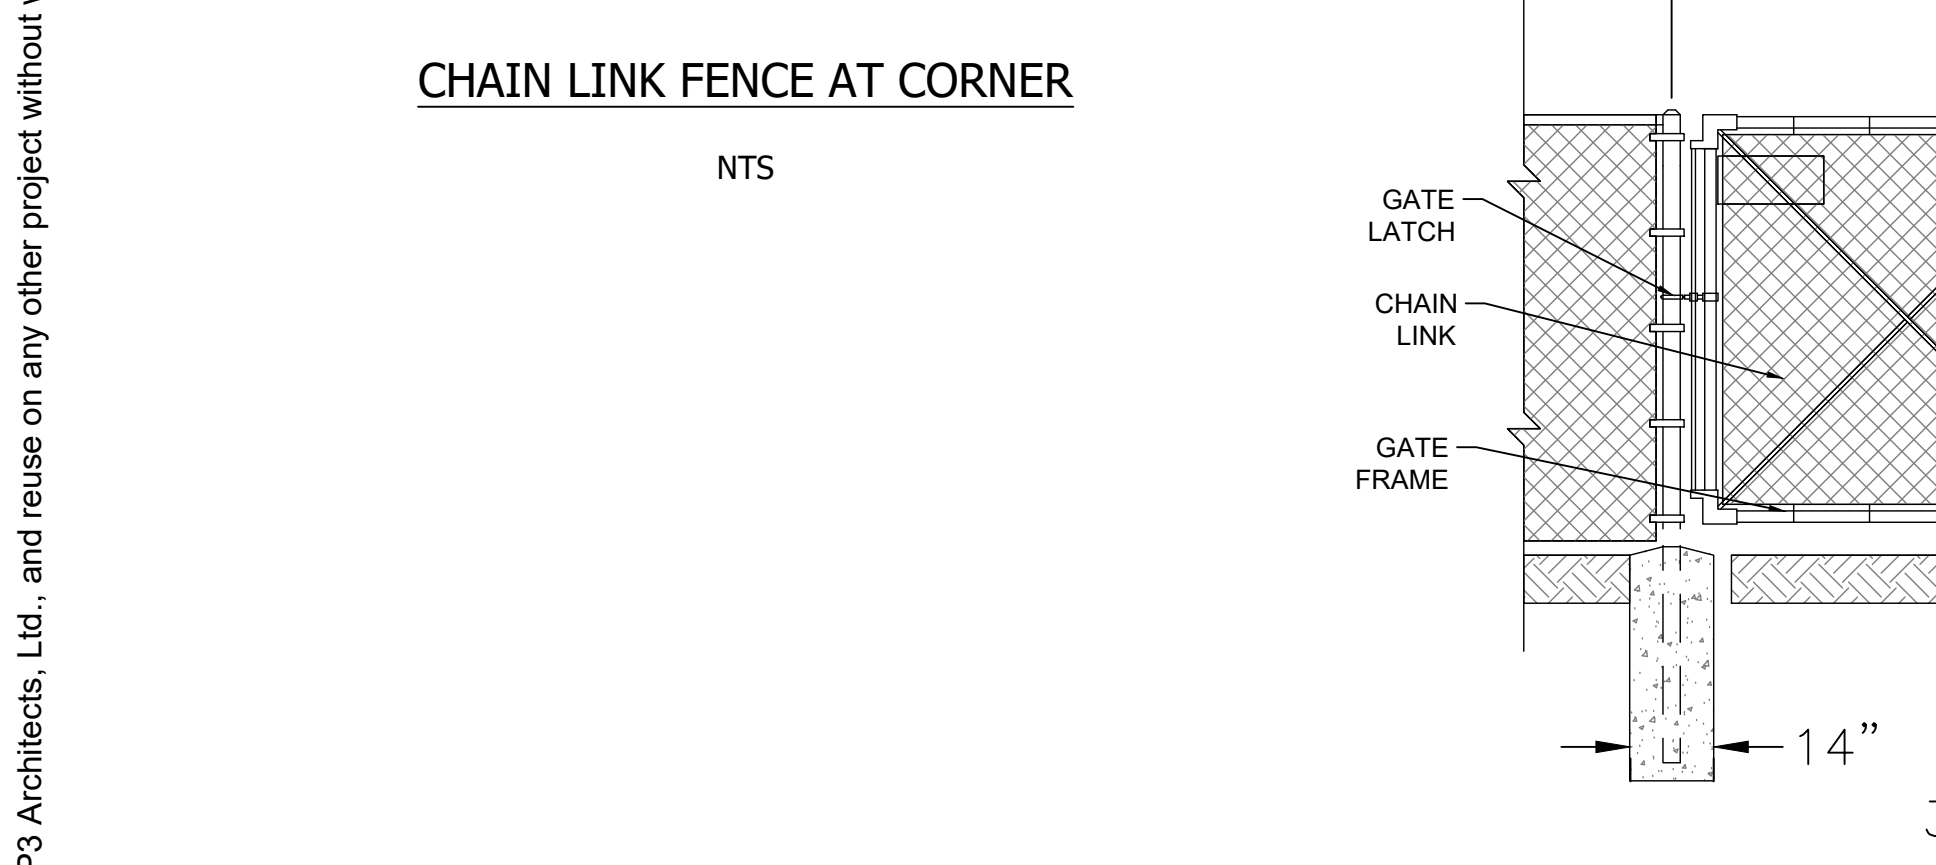 P3 Architects, Ltd., and reuse on any other project without
CHAIN LINK FENCE AT CORNER
NTS
GATE
LATCH
CHAIN
LINK
GATE
FRAME
14”